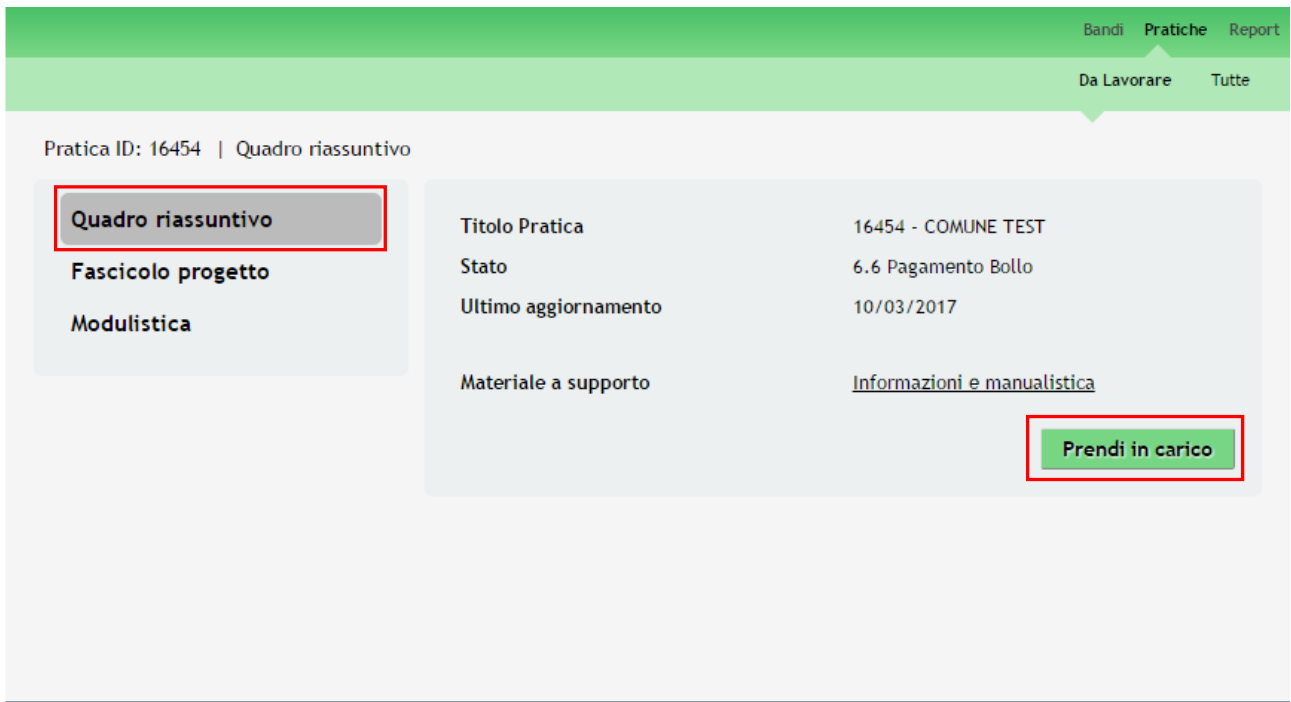 Bandi Pratiche Report
Da Lavorare Tutte
Pratica ID: 16454 | Quadro riassuntivo
Quadro riassuntivo
Fascicolo progetto
Modulistica
Titolo Pratica 16454 - COMUNE TEST
Stato 6.6 Pagamento Bollo
Ultimo aggiornamento 10/03/2017
Materiale a supporto Informazioni e manualistica
Prendi in carico